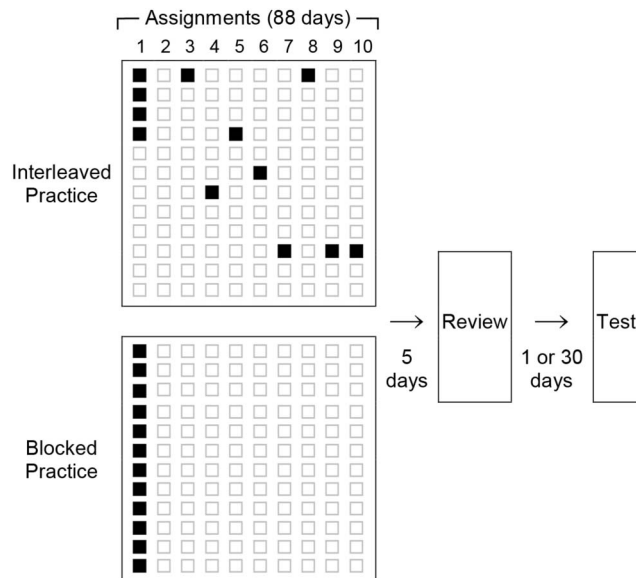 Assignments (88 days)
1 2 3 4 5 6 7 8 9 10
Interleaved
Practice
Blocked
Practice
5
days
Review
1 or 30
days
Test